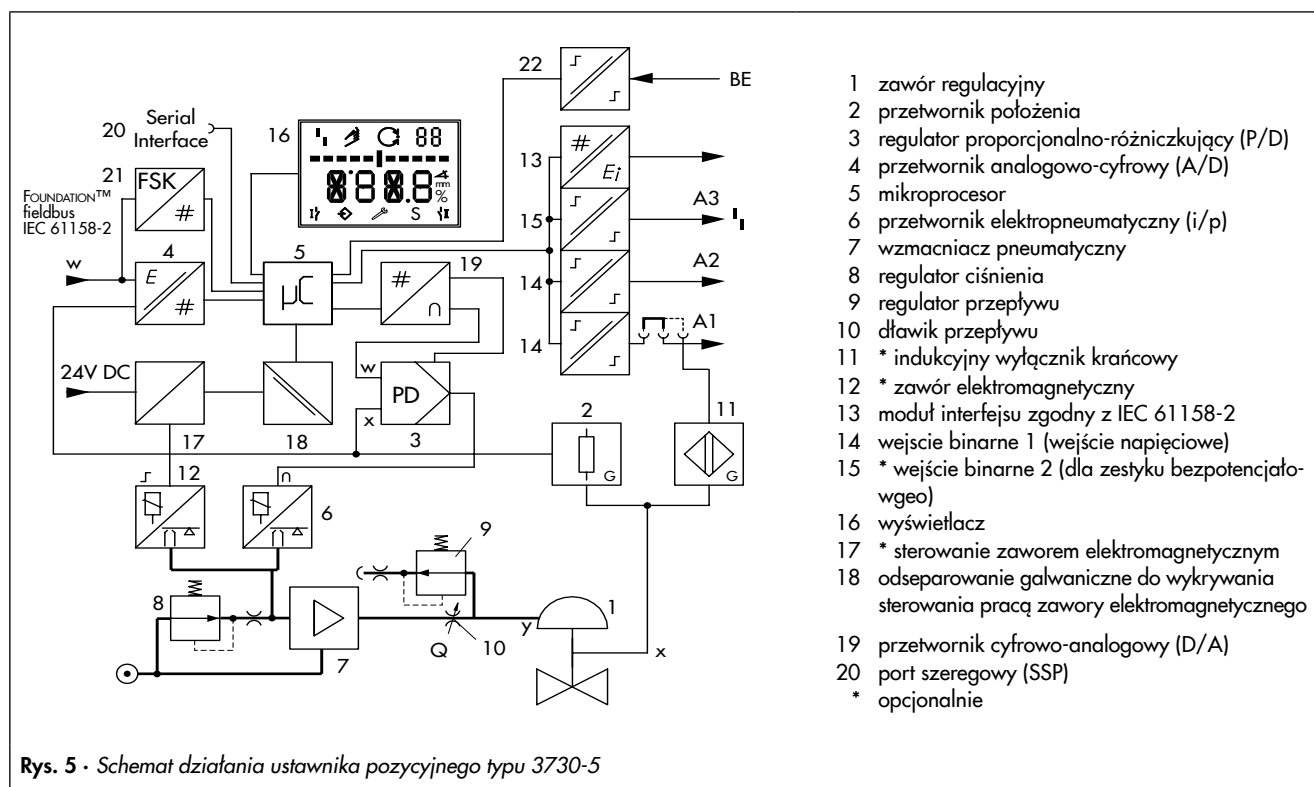 22
BE
20 Serial
Interface
16
88
8.8.8.8
mm
%
S
13
#
Ei
21
FSK
#
FOUNDATION™
fieldbus
IEC 61158-2
15
A3
w
4
E
#
5
µC
19
#
∩
14
A2
14
A1
24V DC
w
PD
x
3
2
G
11
G
17
18
12
∩
6
9
8
7
Q
10
y
1
x
1 zawór regulacyjny
2 przetwornik położenia
3 regulator proporcjonalno-różniczkujący (P/D)
4 przetwornik analogowo-cyfrowy (A/D)
5 mikroprocesor
6 przetwornik elektropneumatyczny (i/p)
7 wzmacniacz pneumatyczny
8 regulator ciśnienia
9 regulator przepływu
10 dławik przepływu
11 * indukcyjny wyłącznik krańcowy
12 * zawór elektromagnetyczny
13 moduł interfejsu zgodny z IEC 61158-2
14 wejscie binarne 1 (wejście napięciowe)
15 * wejście binarne 2 (dla zestyku bezpotencjało-
wgeo)
16 wyświetlacz
17 * sterowanie zaworem elektromagnetycznym
18 odseparowanie galwaniczne do wykrywania
sterowania pracą zawory elektromagnetycznego
19 przetwornik cyfrowo-analogowy (D/A)
20 port szeregowy (SSP)
* opcjonalnie
Rys. 5 · Schemat działania ustawnika pozycyjnego typu 3730-5